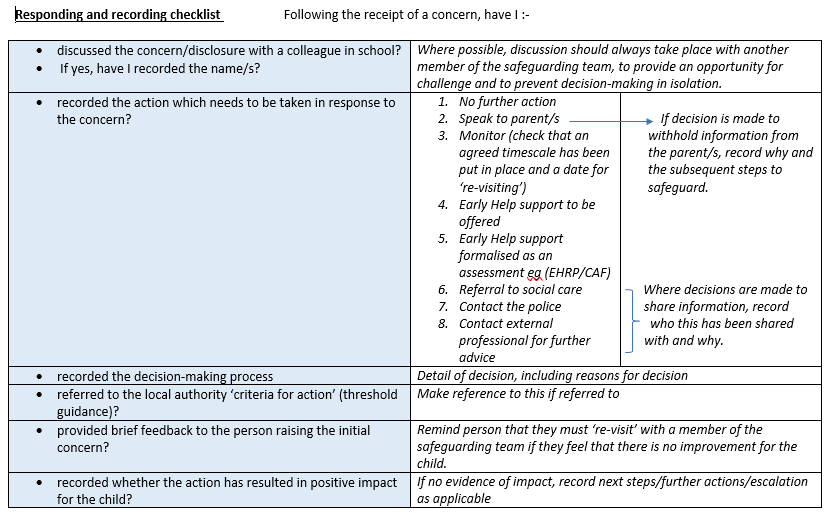 Responding and recording checklist Following the receipt of a concern, have I :-
• discussed the concern/disclosure with a colleague in school?
• If yes, have I recorded the name/s?
Where possible, discussion should always take place with another
member of the safeguarding team, to provide an opportunity for
challenge and to prevent decision-making in isolation.
• recorded the action which needs to be taken in response to
the concern?
1. No further action
2. Speak to parent/s
3. Monitor (check that an
agreed timescale has been
put in place and a date for
‘re-visiting’)
4. Early Help support to be
offered
5. Early Help support
formalised as an
assessment eg (EHRP/CAF)
6. Referral to social care
7. Contact the police
8. Contact external
professional for further
advice
If decision is made to
withhold information from
the parent/s, record why and
the subsequent steps to
safeguard.
Where decisions are made to
share information, record
who this has been shared
with and why.
• recorded the decision-making process
Detail of decision, including reasons for decision
• referred to the local authority ‘criteria for action’ (threshold
guidance)?
Make reference to this if referred to
• provided brief feedback to the person raising the initial
concern?
Remind person that they must ‘re-visit’ with a member of the
safeguarding team if they feel that there is no improvement for the
child.
• recorded whether the action has resulted in positive impact
for the child?
If no evidence of impact, record next steps/further actions/escalation
as applicable